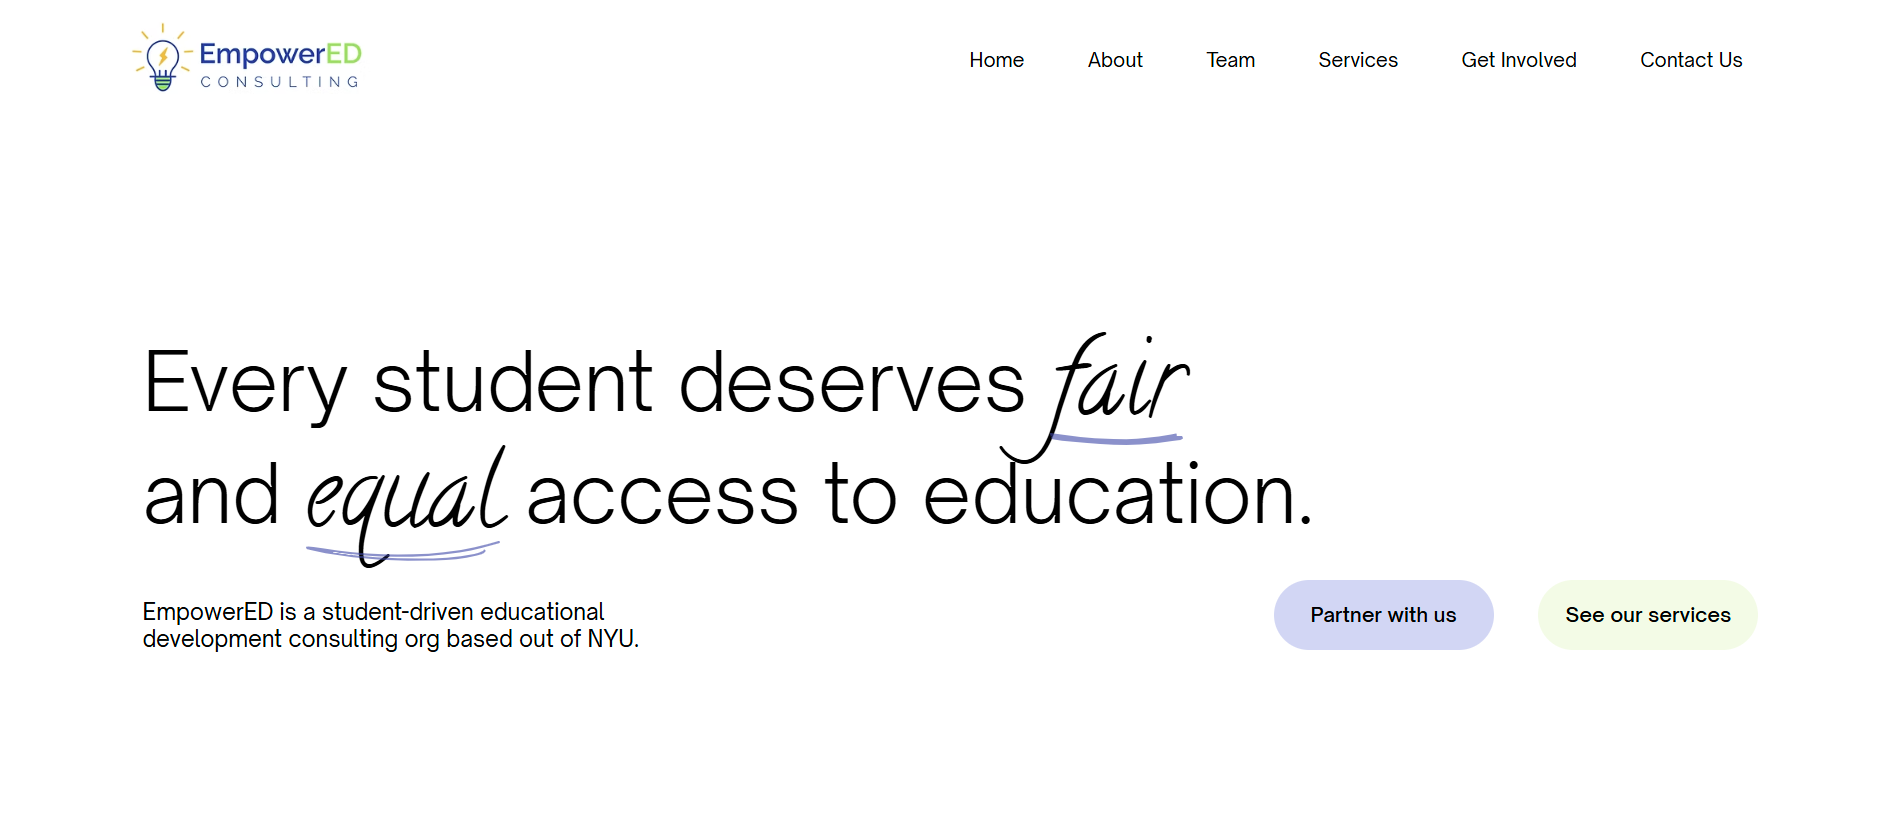 EmpowerED
CONSULTING
Home About Team Services Get Involved Contact Us
Every student deserves fair
and equal access to education.
EmpowerED is a student-driven educational
development consulting org based out of NYU.
Partner with us See our services